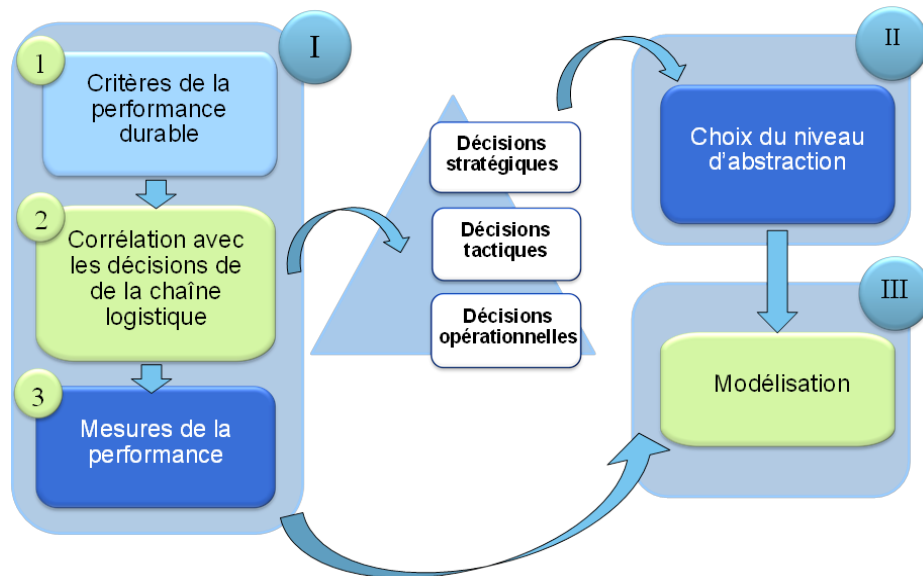 I
1
Critères de la
performance
durable
2
Corrélation avec
les décisions de
de la chaîne
logistique
3
Mesures de la
performance
Décisions
stratégiques
Décisions
tactiques
Décisions
opérationnelles
II
Choix du niveau
d'abstraction
III
Modélisation